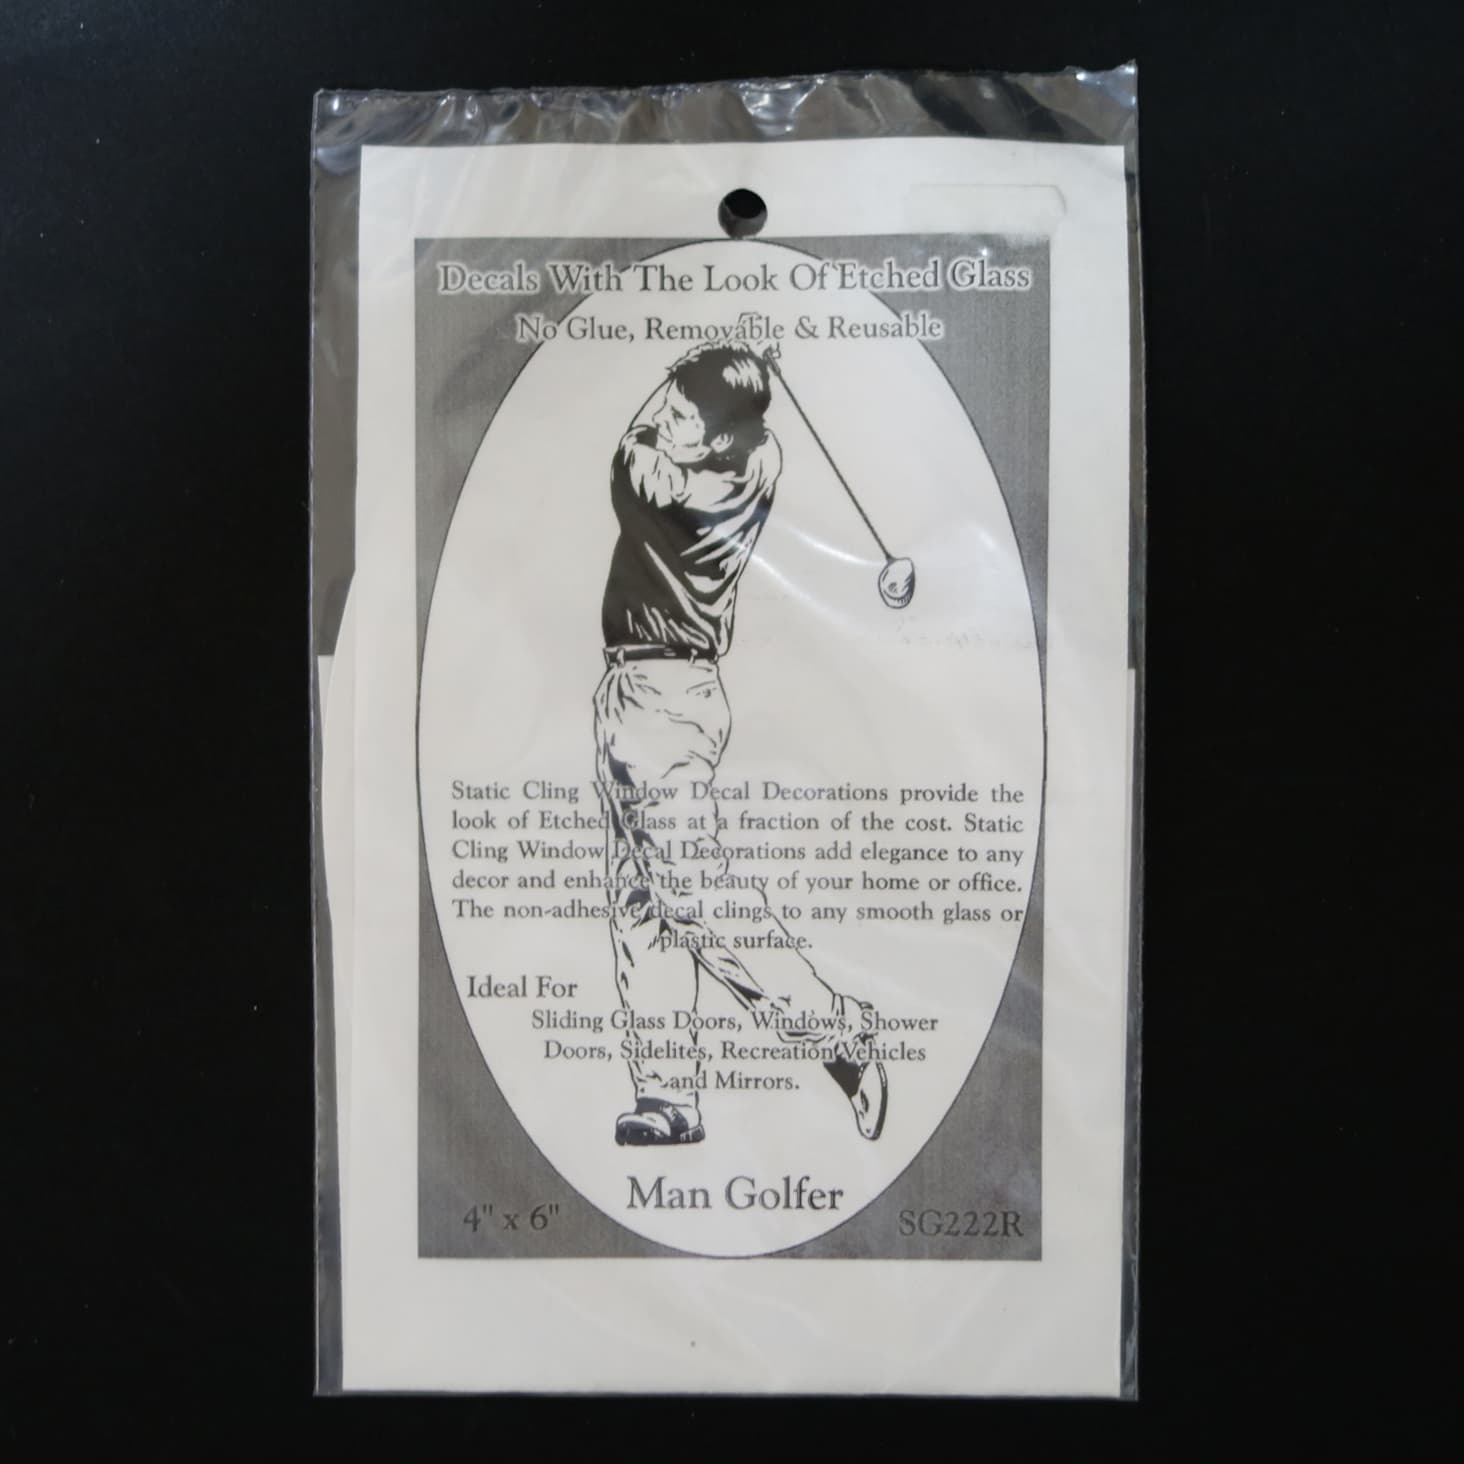 Decals With The Look Of Etched Glass
No Glue, Removable & Reusable
Static Cling Window Decal Decorations provide the
look of Etched Glass at a fraction of the cost. Static
Cling Window Decal Decorations add elegance to any
decor and enhance the beauty of your home or office.
The non-adhesive decal clings to any smooth glass or
plastic surface.
Ideal For
Sliding Glass Doors, Windows, Shower
Doors, Sidelites, Recreation Vehicles
and Mirrors.
Man Golfer
4" x 6"
SG222R